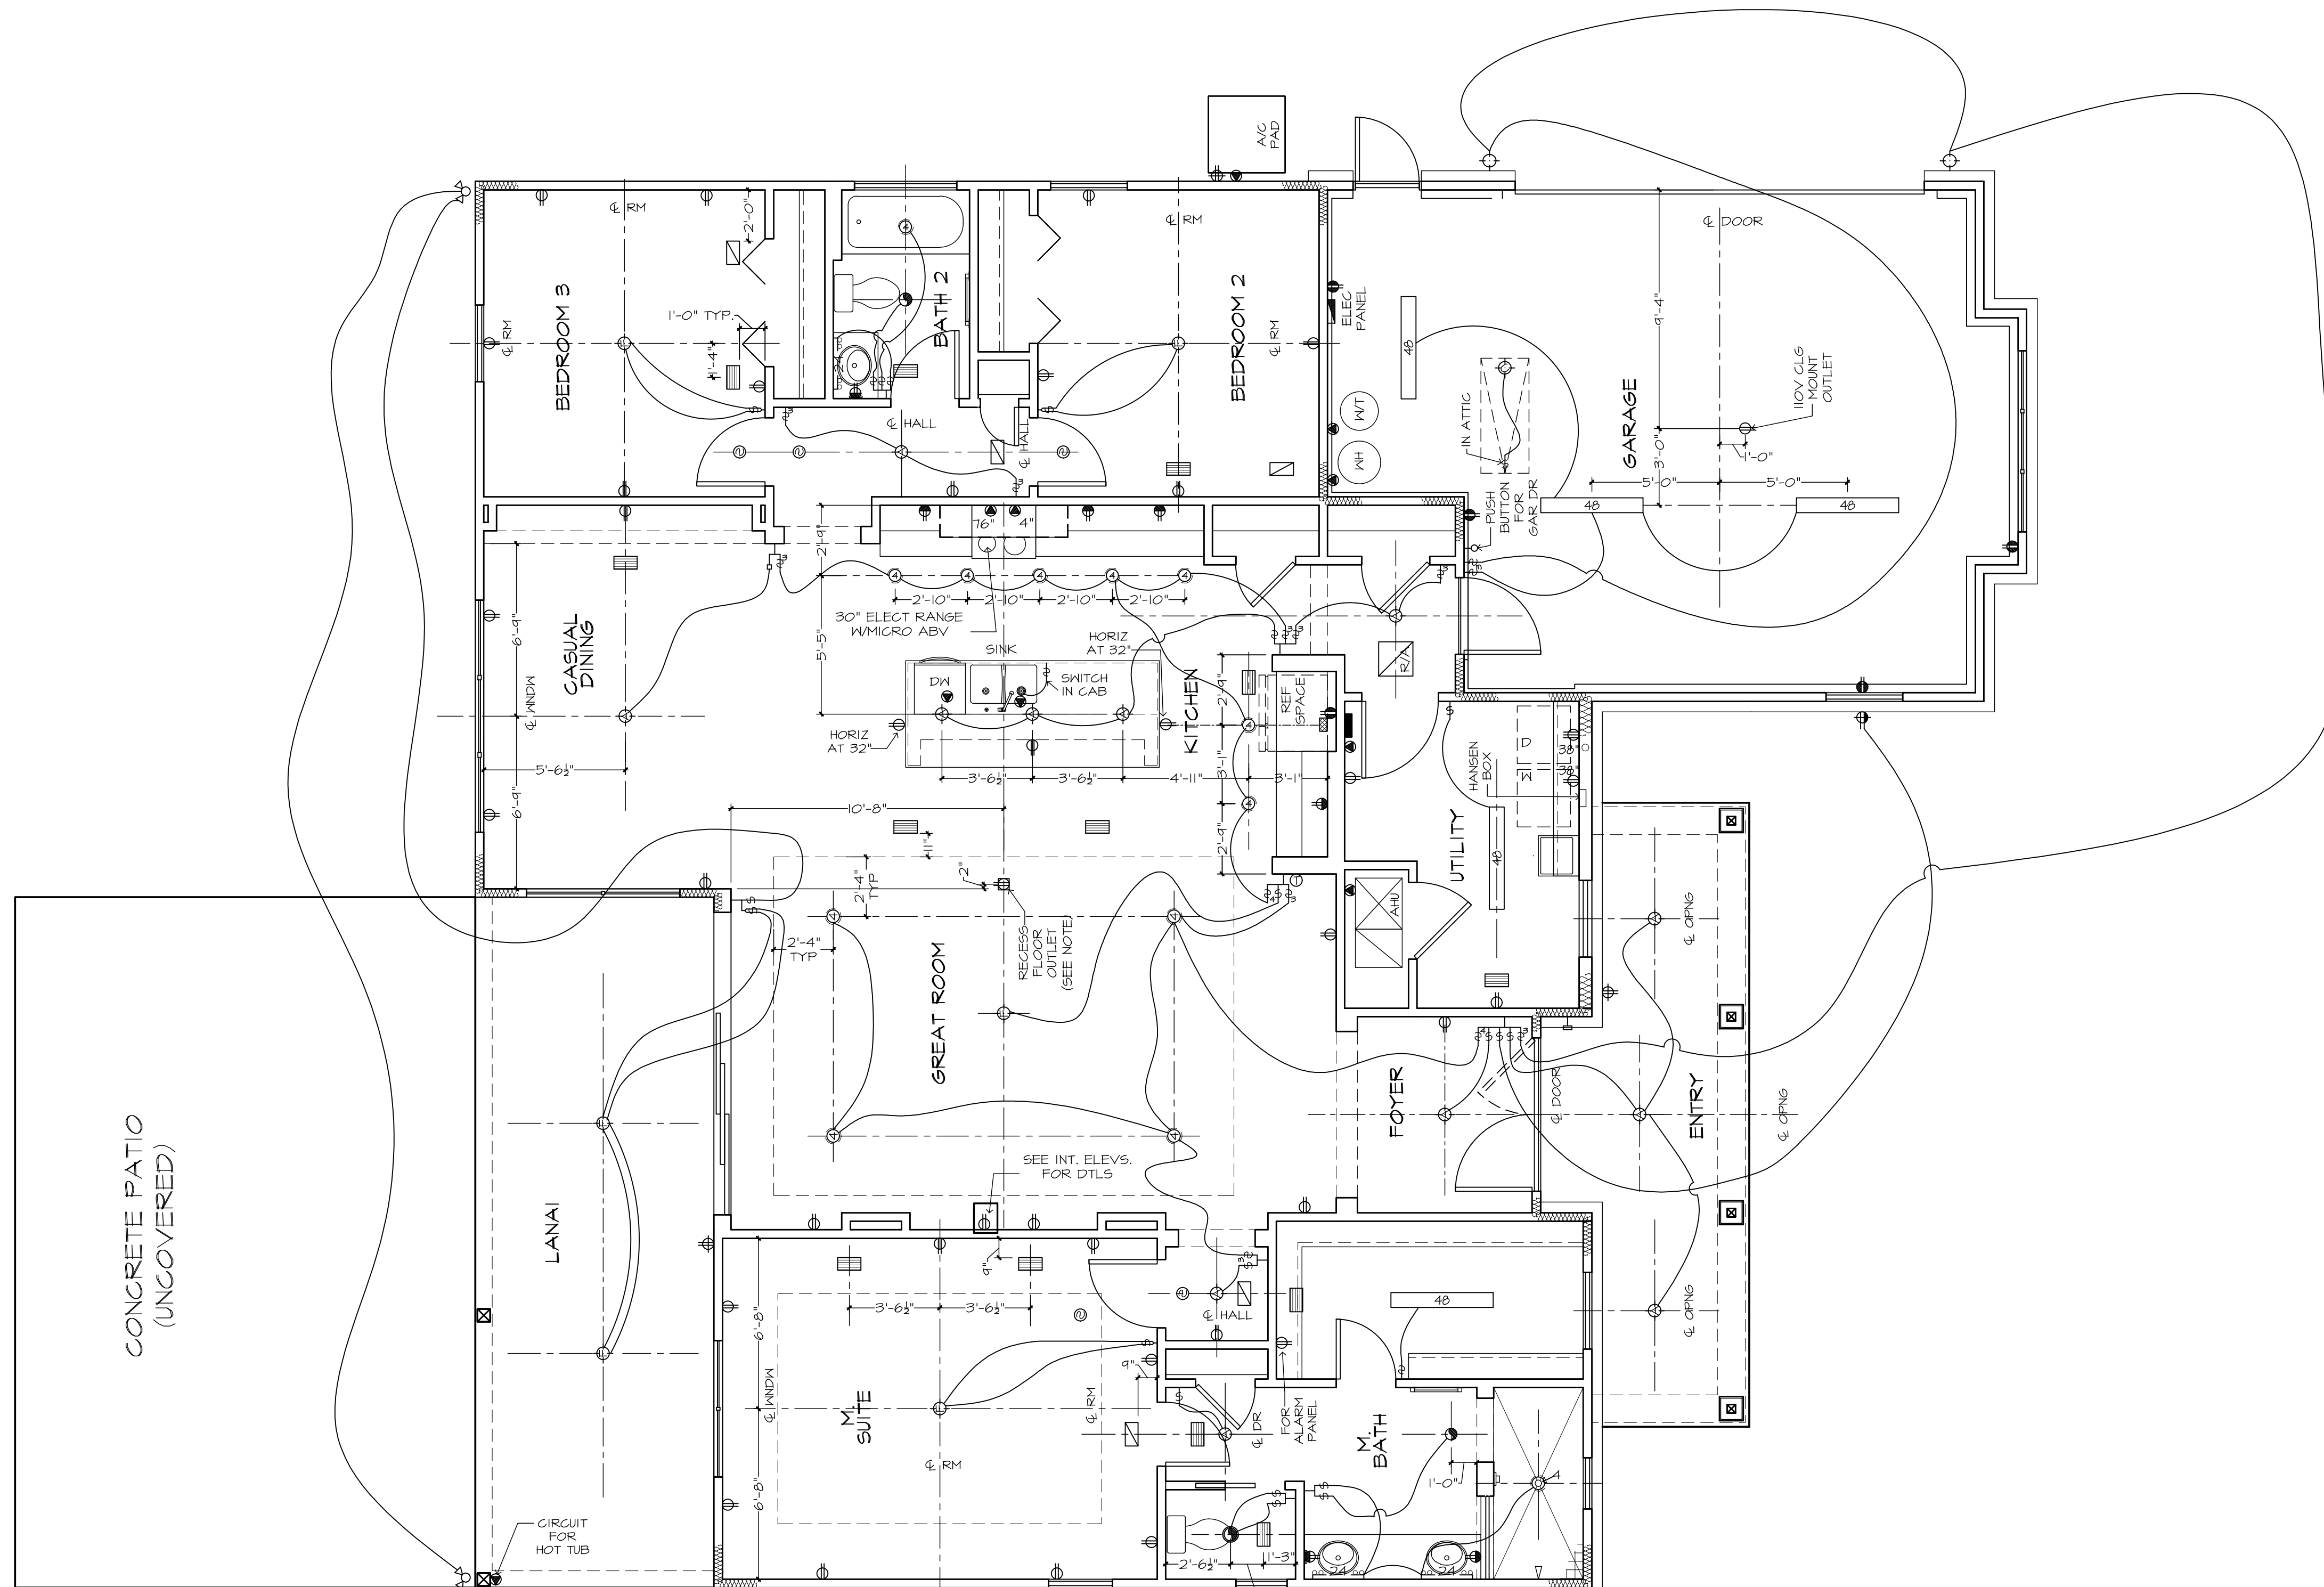 A/C
PAD
℄ RM
2'-0"
BEDROOM 3
℄ RM
1'-0" TYP.
11'-4"
BATH 2
24
℄ RM
BEDROOM 2
℄ RM
℄ HALL
℄ HALL
ELEC
PANEL
48
W/T
WH
IN ATTIC
PUSH
BUTTON
FOR
GAR DR
℄ DOOR
9'-4"
GARAGE
3'-0"
110V CLG
MOUNT
OUTLET
1'-0"
5'-0"
5'-0"
48
48
CASUAL
DINING
6'-9"
6'-9"
℄ WNDW
5'-6½"
2'-9"
5'-5"
76"
4"
2'-10"
2'-10"
2'-10"
2'-10"
30" ELECT RANGE
W/MICRO ABV
SINK
HORIZ
AT 32"
DW
SWITCH
IN CAB
HORIZ
AT 32"
KITCHEN
2'-9"
3'-1"
2'-9"
REF
SPACE
R/A
3'-6½"
3'-6½"
4'-11"
3'-1"
10'-8"
11"
2'-4"
TYP
2"
2'-4"
TYP
RECESS
FLOOR
OUTLET
(SEE NOTE)
GREAT ROOM
SEE INT. ELEVS.
FOR DTLS
HANSEN
BOX
D
W
38"
38"
UTILITY
48
AHU
FOYER
℄ DOOR
ENTRY
℄ OPNG
℄ OPNG
℄ OPNG
CONCRETE PATIO
(UNCOVERED)
LANAI
CIRCUIT
FOR
HOT TUB
9"
3'-6½"
3'-6½"
6'-8"
6'-8"
℄ WNDW
M.
SUITE
℄ RM
℄ RM
9"
℄ HALL
48
℄ DR
FOR
ALARM
PANEL
M.
BATH
1'-0"
4
2'-6½"
1'-3"
24
24